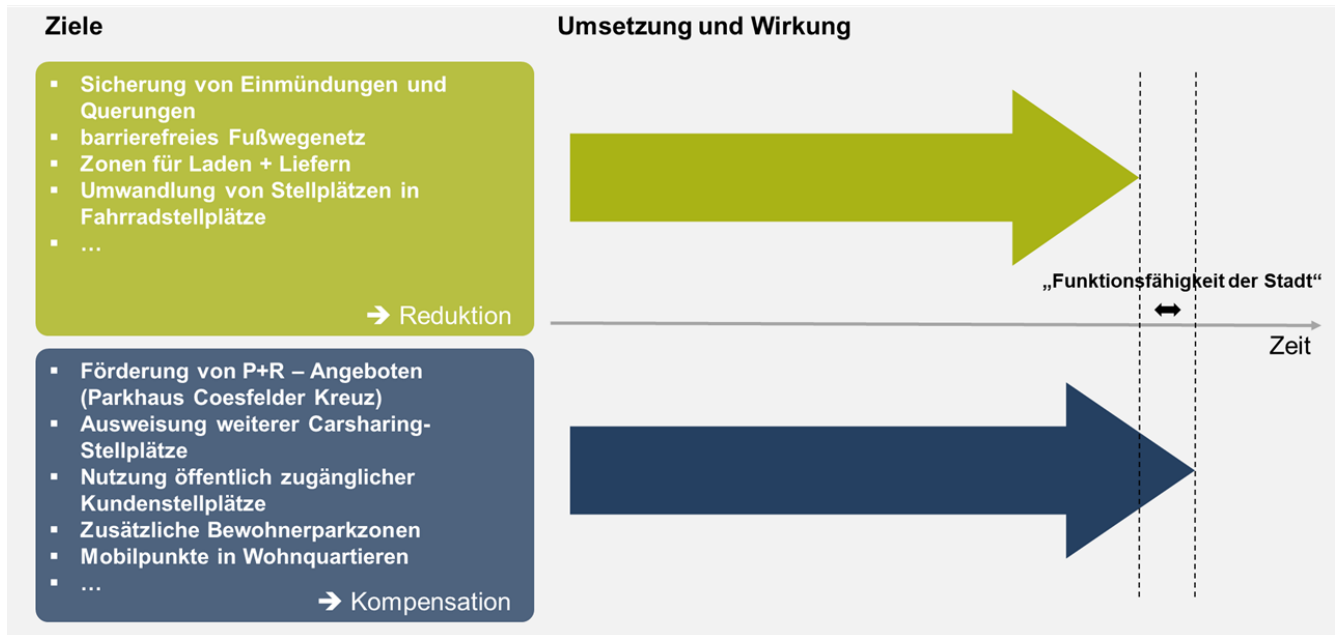 Ziele
▪ Sicherung von Einmündungen und
Querungen
▪ barrierefreies Fußwegenetz
▪ Zonen für Laden + Liefern
▪ Umwandlung von Stellplätzen in
Fahrradstellplätze
▪ …
➔ Reduktion
▪ Förderung von P+R – Angeboten
(Parkhaus Coesfelder Kreuz)
▪ Ausweisung weiterer Carsharing-
Stellplätze
▪ Nutzung öffentlich zugänglicher
Kundenstellplätze
▪ Zusätzliche Bewohnerparkzonen
▪ Mobilpunkte in Wohnquartieren
▪ …
➔ Kompensation
Umsetzung und Wirkung
„Funktionsfähigkeit der Stadt“
Zeit